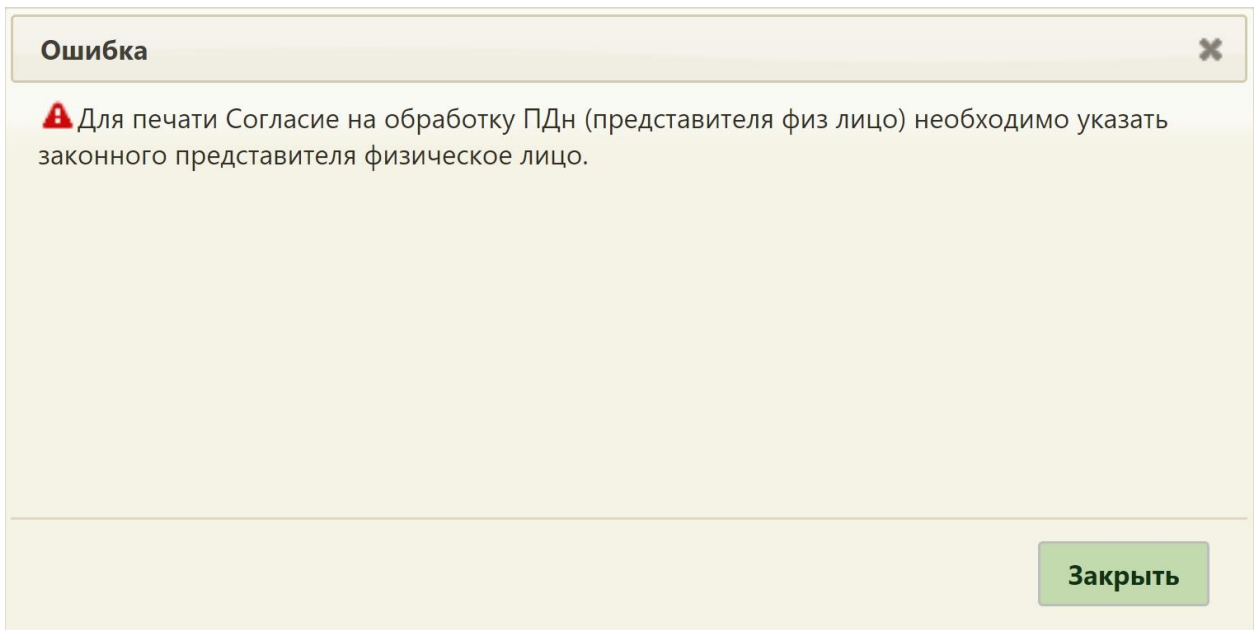 Ошибка
Для печати Согласие на обработку ПДн (представителя физ лицо) необходимо указать
законного представителя физическое лицо.
Закрыть